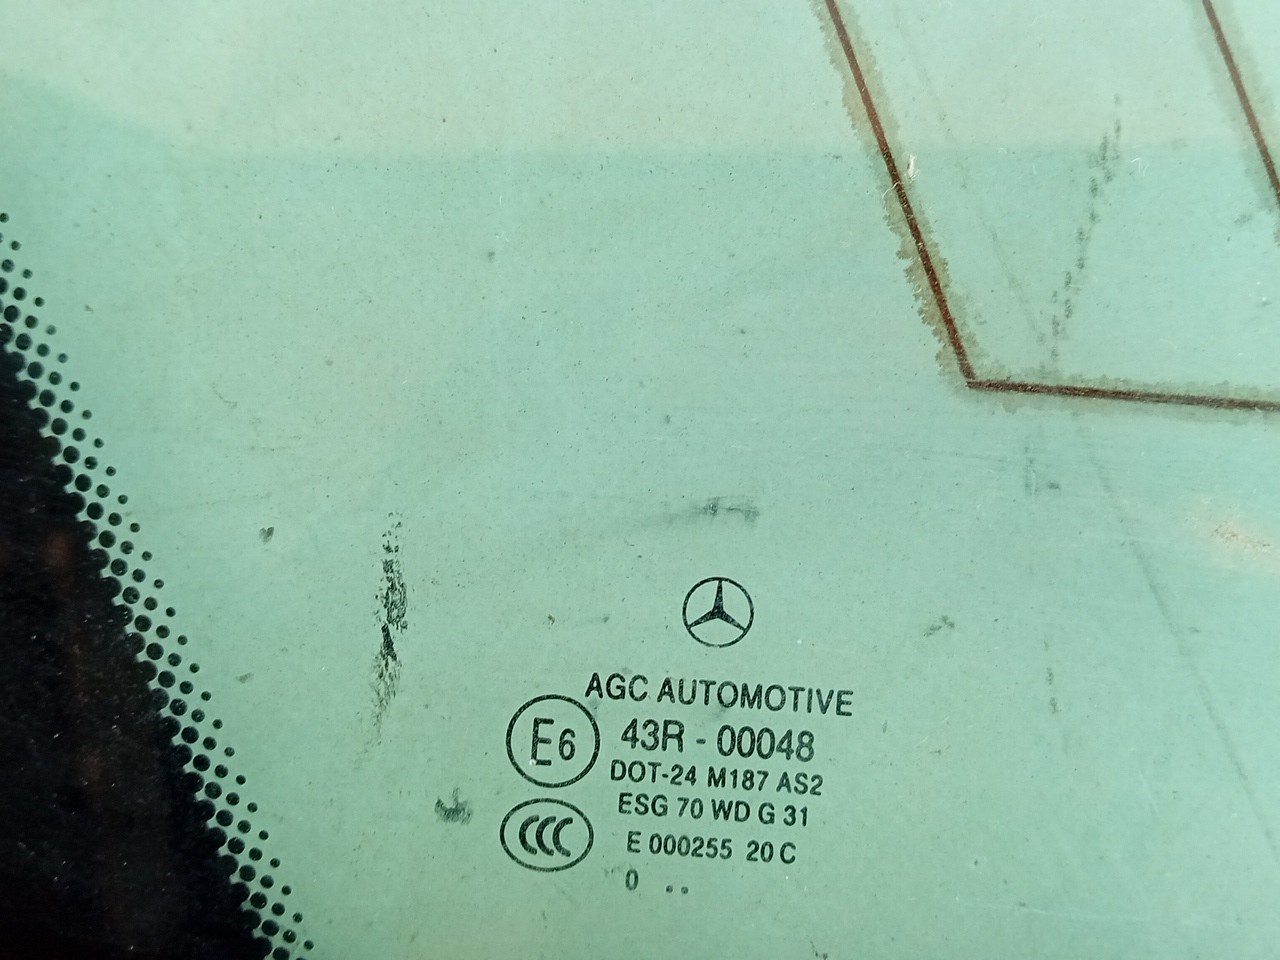 AGC AUTOMOTIVE
E6 43R - 00048
DOT-24 M187 AS2
ESG 70 WD G 31
CCC E 000255 20 C
0 ..